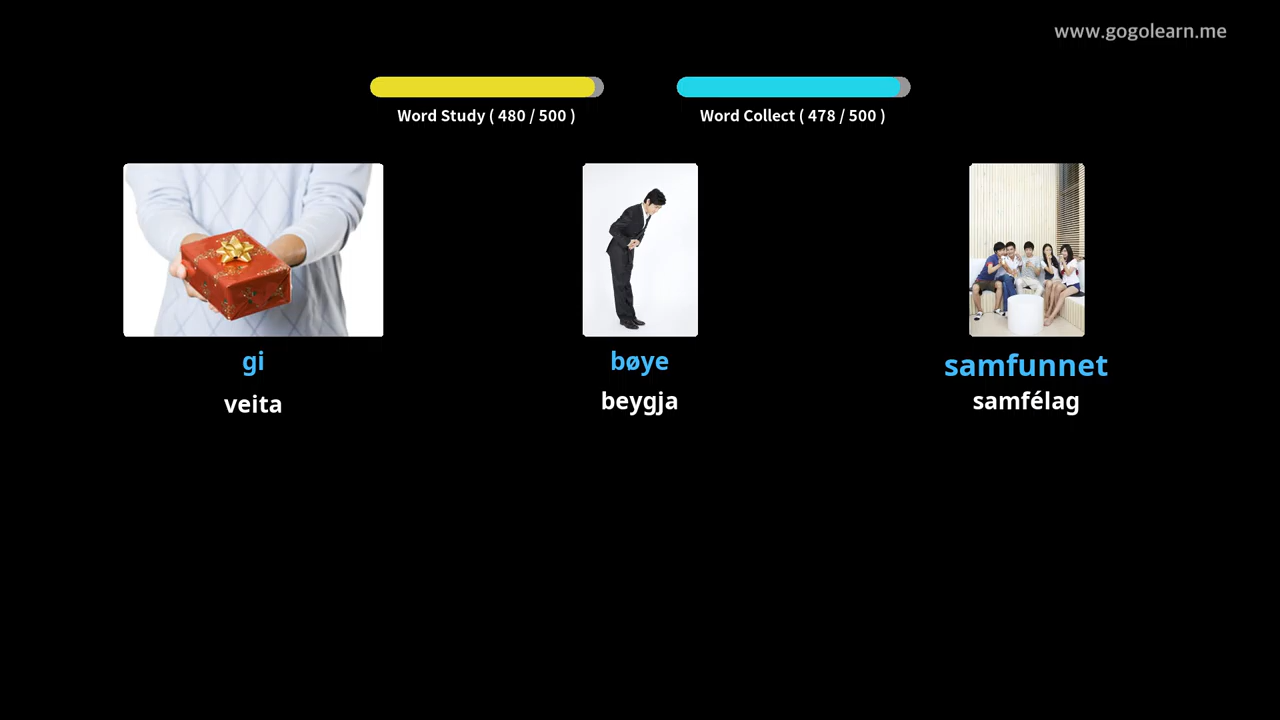 www.gogolearn.me
Word Study ( 480 / 500 )
Word Collect ( 478 / 500 )
gi
bøye
samfunnet
veita
beygja
samfélag